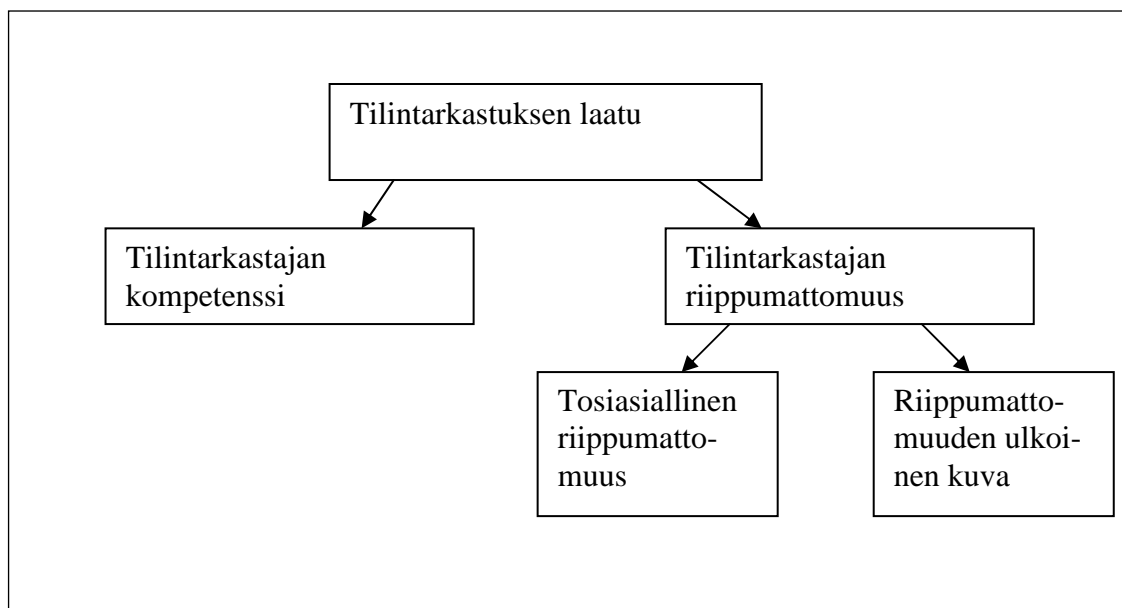 Tilintarkastuksen laatu
Tilintarkastajan
kompetenssi
Tilintarkastajan
riippumattomuus
Tosiasiallinen
riippumatto-
muus
Riippumatto-
muuden ulkoi-
nen kuva